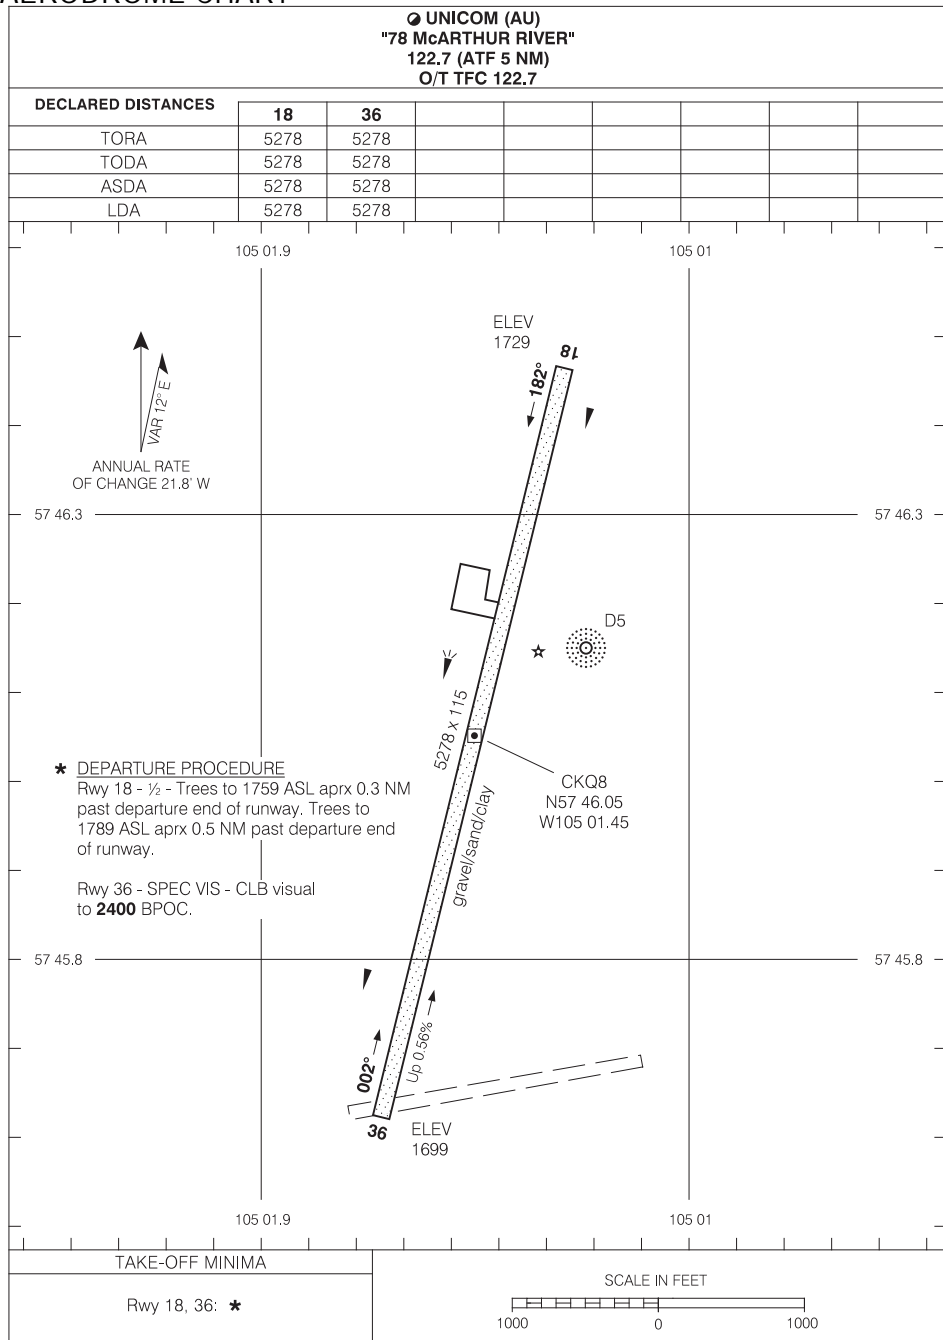 AERODROME CHART
UNICOM (AU)
"78 McARTHUR RIVER"
122.7 (ATF 5 NM)
O/T TFC 122.7
DECLARED DISTANCES 18 36
TORA 5278 5278
TODA 5278 5278
ASDA 5278 5278
LDA 5278 5278
105 01.9 105 01
ELEV
1729
18
182°
VAR 12° E
ANNUAL RATE
OF CHANGE 21.8' W
57 46.3 57 46.3
D5
5278 x 115
CKQ8
N57 46.05
W105 01.45
gravel/sand/clay
* DEPARTURE PROCEDURE
Rwy 18 - ½ - Trees to 1759 ASL aprx 0.3 NM
past departure end of runway. Trees to
1789 ASL aprx 0.5 NM past departure end
of runway.
Rwy 36 - SPEC VIS - CLB visual
to 2400 BPOC.
57 45.8 57 45.8
002°
Up 0.56%
36
ELEV
1699
105 01.9 105 01
TAKE-OFF MINIMA
Rwy 18, 36: *
SCALE IN FEET
1000 0 1000